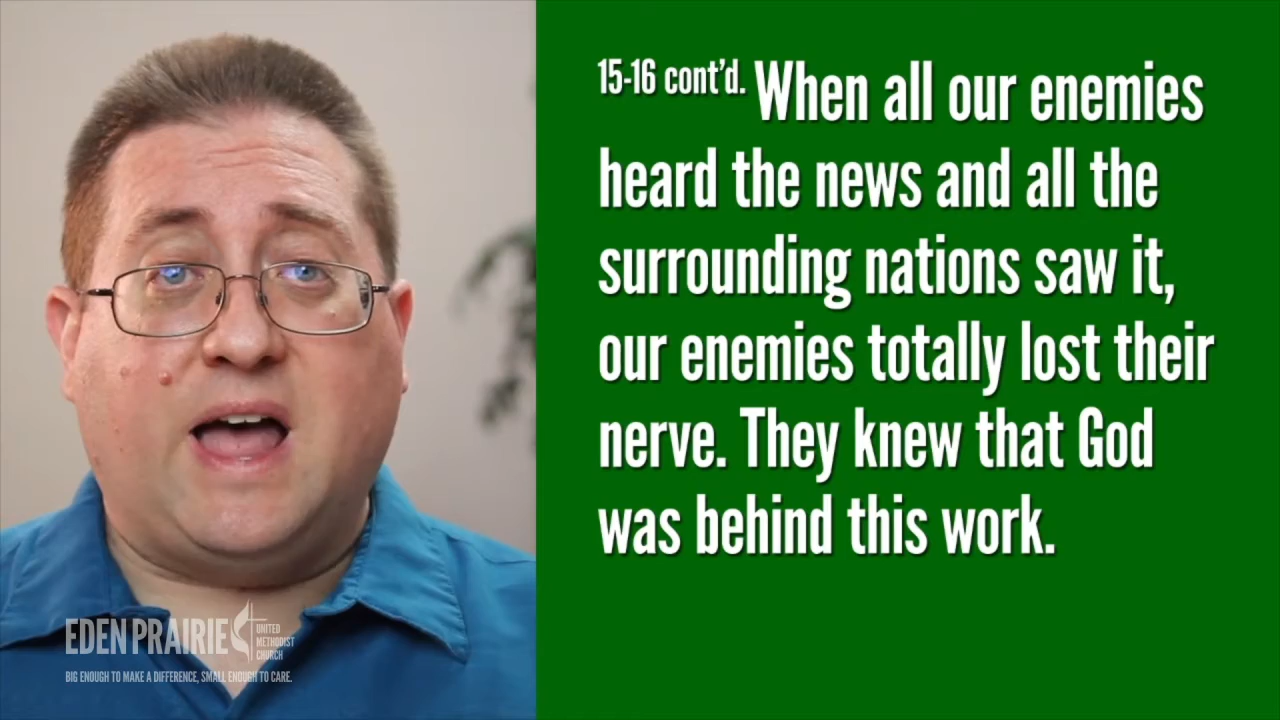 15-16 cont'd. When all our enemies
heard the news and all the
surrounding nations saw it,
our enemies totally lost their
nerve. They knew that God
was behind this work.
EDEN PRAIRIE
UNITED
METHODIST
CHURCH
BIG ENOUGH TO MAKE A DIFFERENCE, SMALL ENOUGH TO CARE.